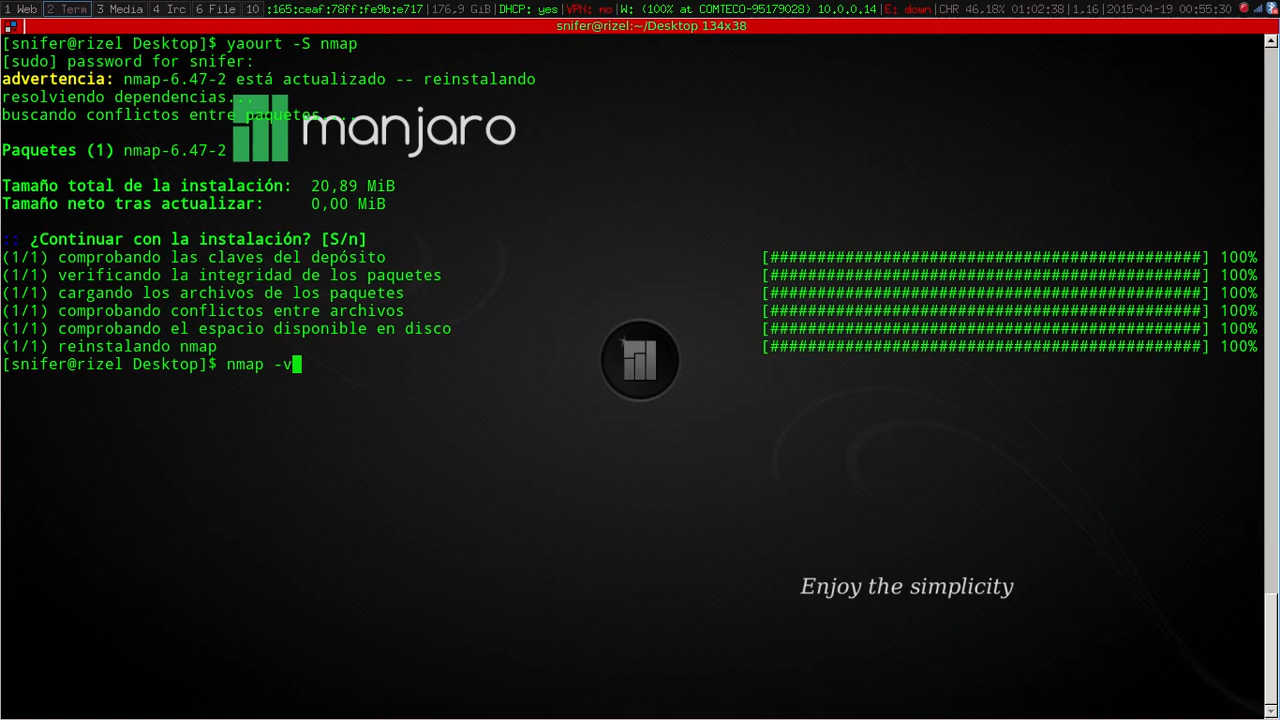 1 Web 2 Term 3 Media 4 Irc 6 File 10 :165:ceaf:78ff:fe9b:e717|176,9 GiB|DHCP: yes|VPN: no|W: (100% at COMTECO-95179028) 10.0.0.14 |E: down|CHR 46,18% 01:02:38|1,16|2015-04-19 00:55:30
snifer@rizel:~/Desktop 134x38
[snifer@rizel Desktop]$ yaourt -S nmap
[sudo] password for snifer:
advertencia: nmap-6.47-2 está actualizado -- reinstalando
resolviendo dependencias...
buscando conflictos entre paquetes...
manjaro
Paquetes (1) nmap-6.47-2
Tamaño total de la instalación: 20,89 MiB
Tamaño neto tras actualizar: 0,00 MiB
:: ¿Continuar con la instalación? [S/n]
(1/1) comprobando las claves del depósito [###############################################] 100%
(1/1) verificando la integridad de los paquetes [###############################################] 100%
(1/1) cargando los archivos de los paquetes [###############################################] 100%
(1/1) comprobando conflictos entre archivos [###############################################] 100%
(1/1) comprobando el espacio disponible en disco [###############################################] 100%
(1/1) reinstalando nmap [###############################################] 100%
[snifer@rizel Desktop]$ nmap -v
Enjoy the simplicity